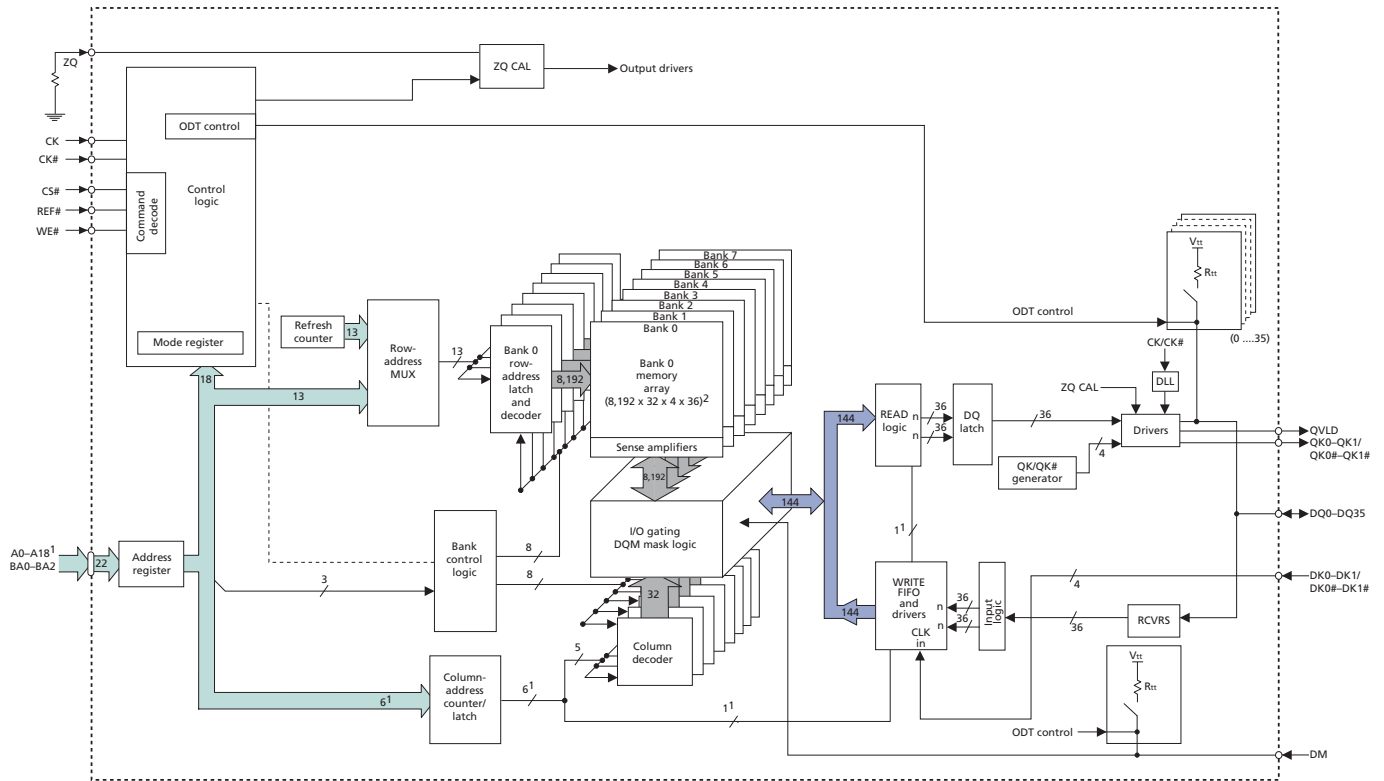 ZQ
ZQ CAL
Output drivers
ODT control
CK
CK#
CS#
REF#
WE#
Command
decode
Control
logic
Mode register
18
Refresh
counter
13
Row-
address
MUX
13
13
Bank 0
row-
address
latch
and
decoder
8,192
Bank 7
Bank 6
Bank 5
Bank 4
Bank 3
Bank 2
Bank 1
Bank 0
Bank 0
memory
array
(8,192 x 32 x 4 x 36)2
Sense amplifiers
8,192
I/O gating
DQM mask logic
32
Column
decoder
5
A0–A181
BA0–BA2
22
Address
register
3
Bank
control
logic
8
8
61
Column-
address
counter/
latch
61
11
144
144
144
READ
logic
n
n
36
36
DQ
latch
36
11
WRITE
FIFO
and
drivers
CLK
in
n
n
36
36
Input
logic
36
RCVRS
QK/QK#
generator
4
ZQ CAL
CK/CK#
DLL
Drivers
ODT control
Vtt
Rtt
(0 ....35)
QVLD
QK0–QK1/
QK0#–QK1#
DQ0–DQ35
4
DK0–DK1/
DK0#–DK1#
Vtt
Rtt
ODT control
DM